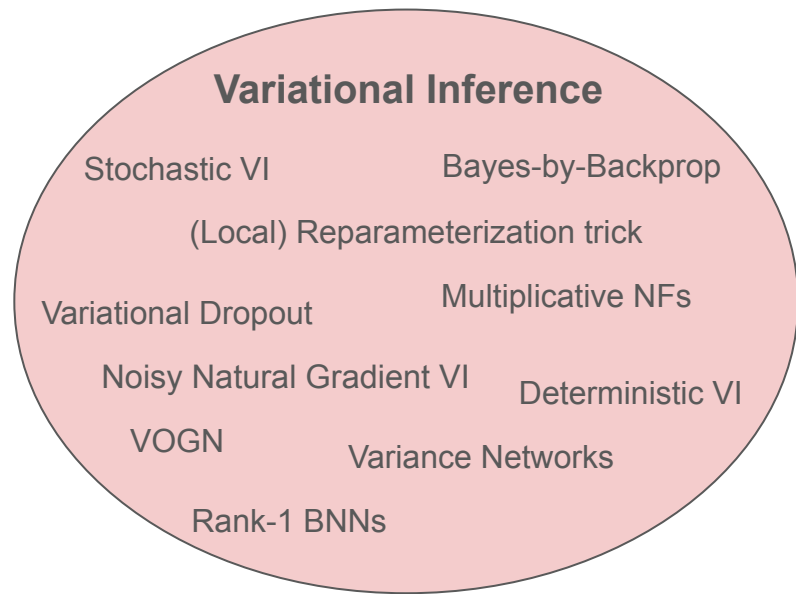 Variational Inference
Stochastic VI
Bayes-by-Backprop
(Local) Reparameterization trick
Variational Dropout
Multiplicative NFs
Noisy Natural Gradient VI
Deterministic VI
VOGN
Variance Networks
Rank-1 BNNs